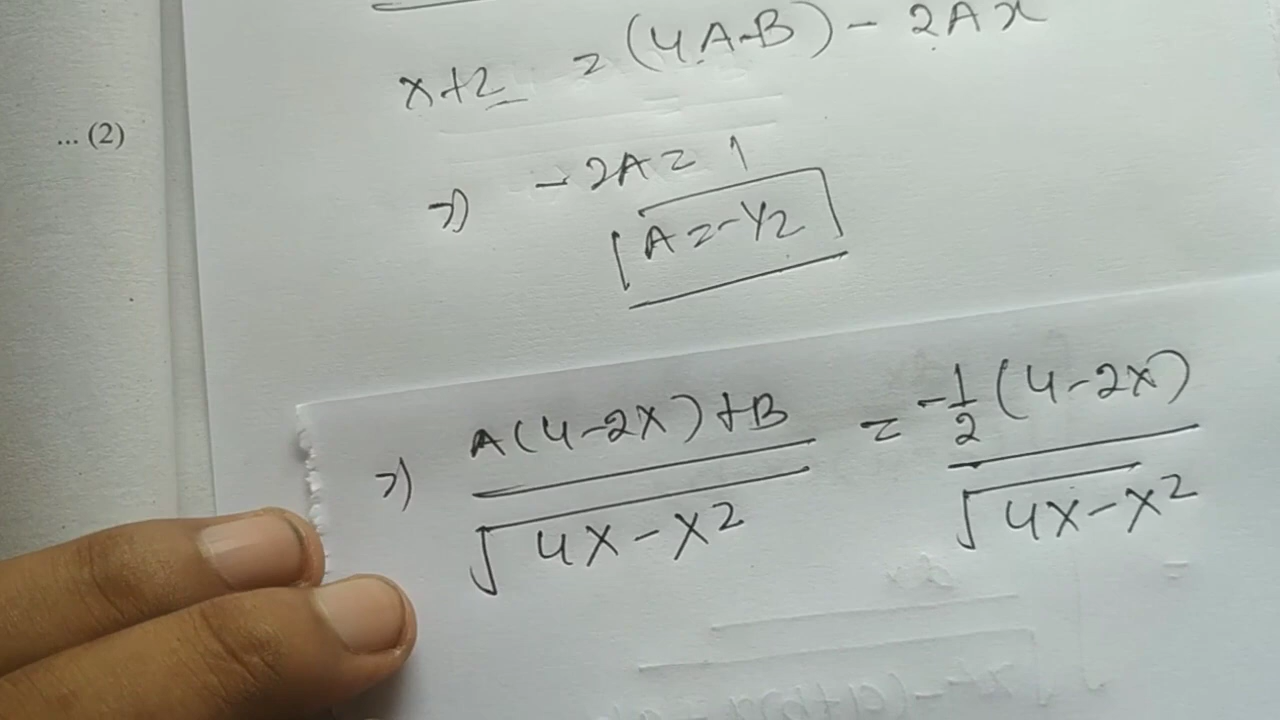 x+2 = (4A-B) - 2Ax
... (2)
⇒) -2A = 1
A = -1/2
⇒) A(4-2x)+B / √4x-x² = -1/2 (4-2x) / √4x-x²